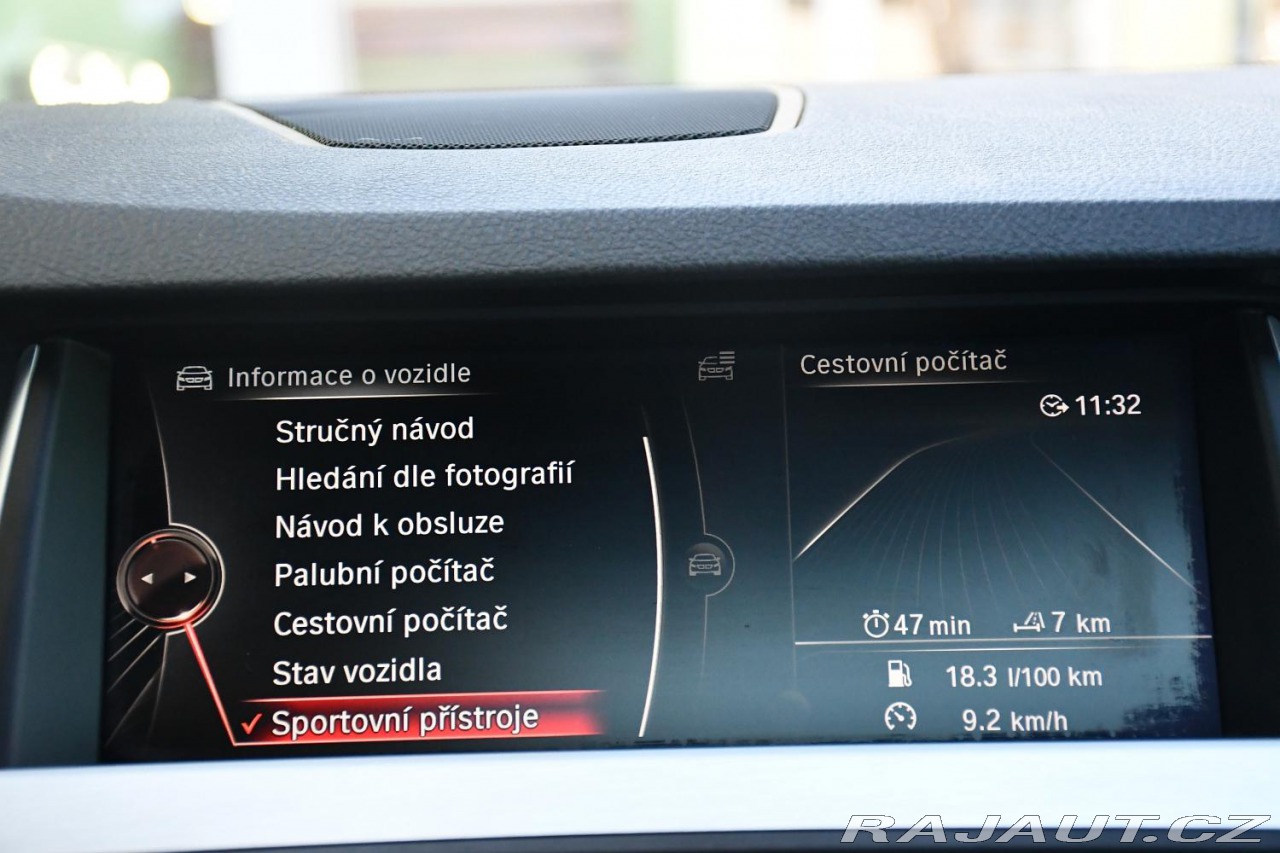 Informace o vozidle
Stručný návod
Hledání dle fotografií
Návod k obsluze
Palubní počítač
Cestovní počítač
Stav vozidla
Sportovní přístroje
Cestovní počítač
11:32
47 min 7 km
18.3 l/100 km
9.2 km/h
RAJAUT.CZ